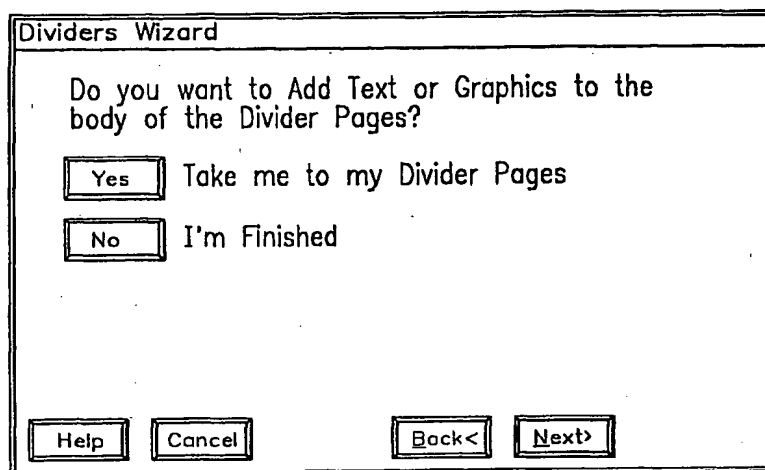 Dividers Wizard
Do you want to Add Text or Graphics to the
body of the Divider Pages?
Yes Take me to my Divider Pages
No I'm Finished
Help Cancel Back< Next>